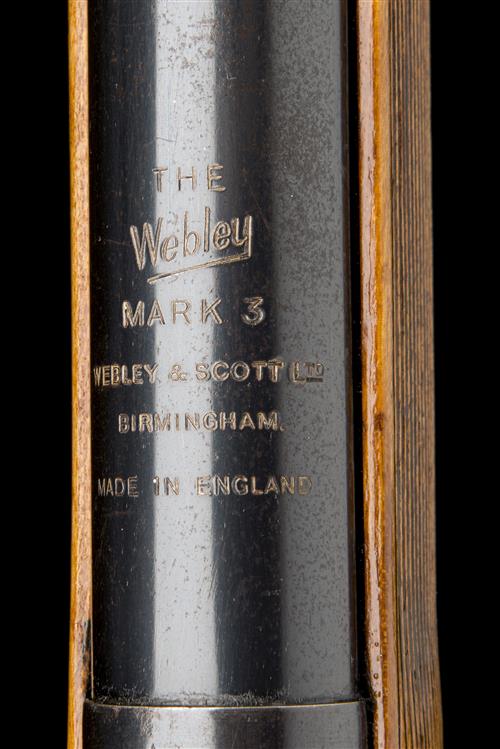 THE
Webley
MARK 3
WEBLEY & SCOTT LTD
BIRMINGHAM.
MADE IN ENGLAND